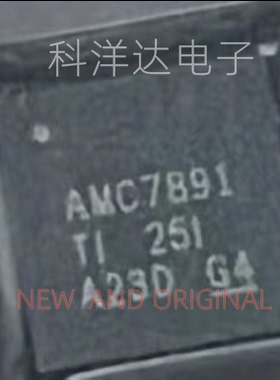 科洋达电子
AMC7891
TI 251
A23D G4
NEW AND ORIGINAL